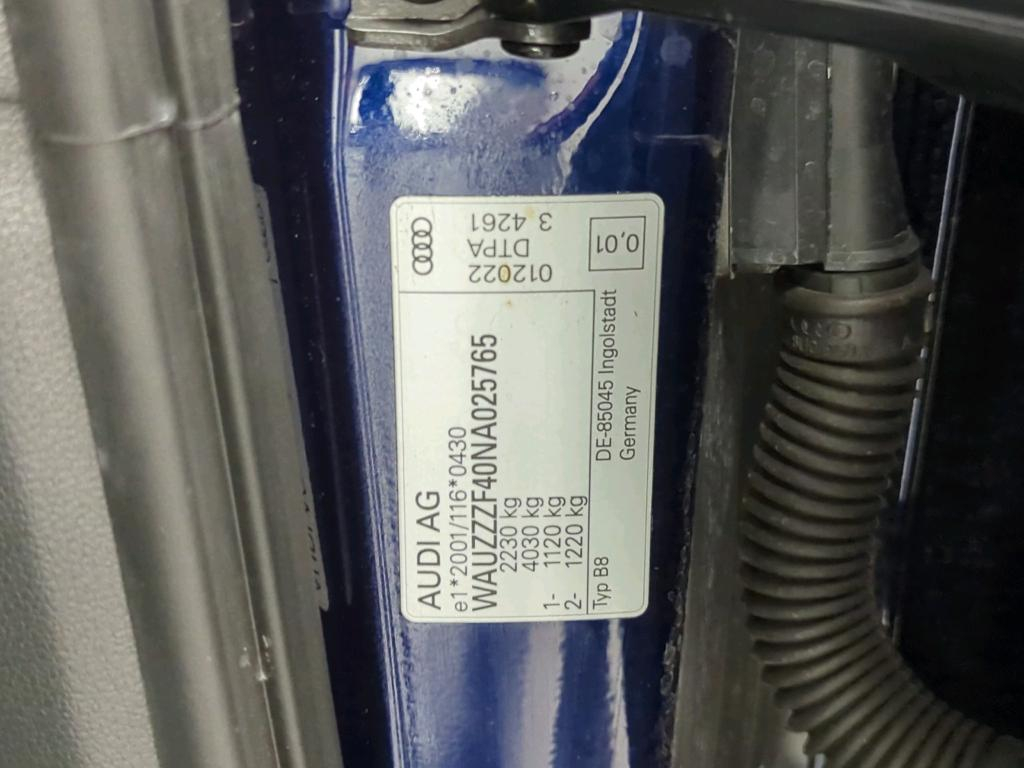 AUDI AG
e1*2001/116*0430
WAUZZZF40NA025765
2230 kg
4030 kg
1- 1120 kg
2- 1220 kg
Typ B8
DE-85045 Ingolstadt
Germany
012022
DTPA
3 4261
0,01